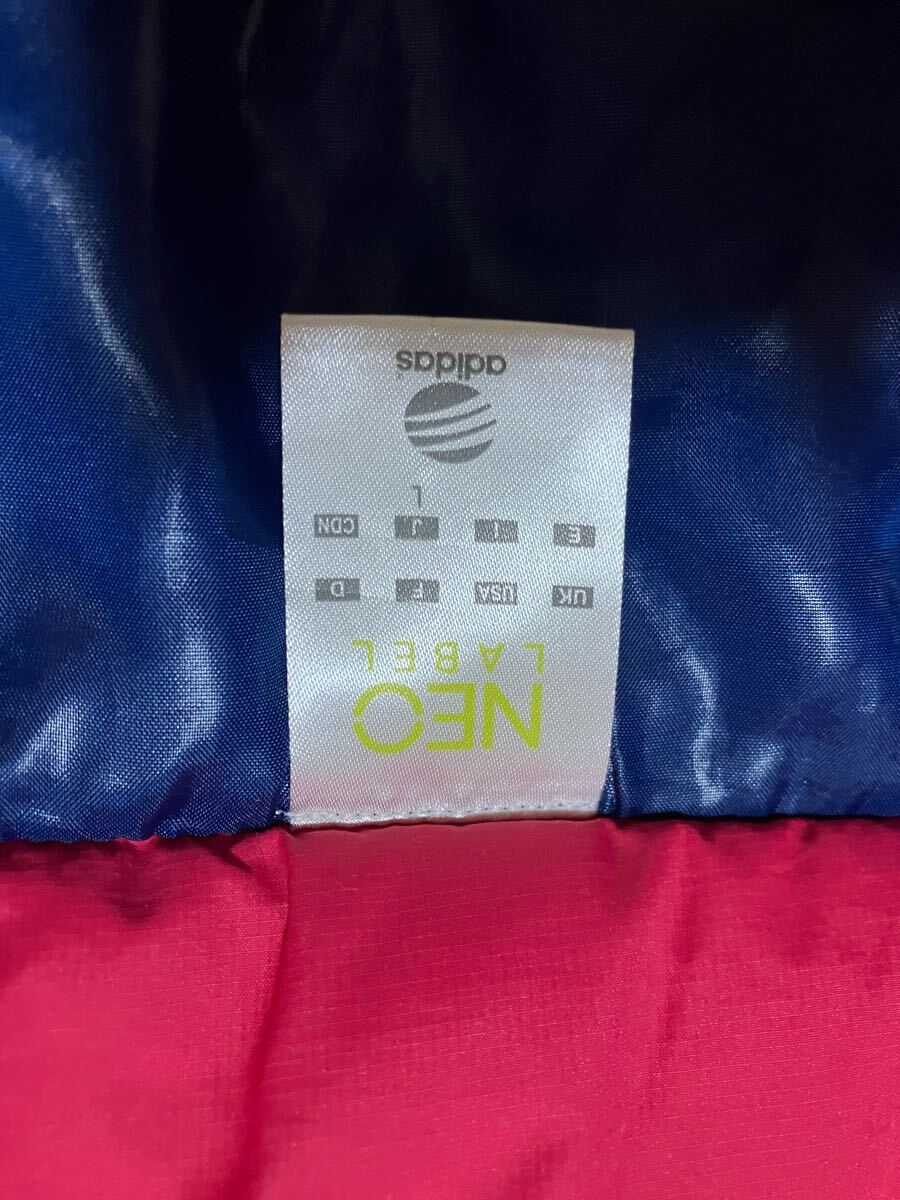 NEO
LABEL
UK USA F D
E I J CDN
L
adidas